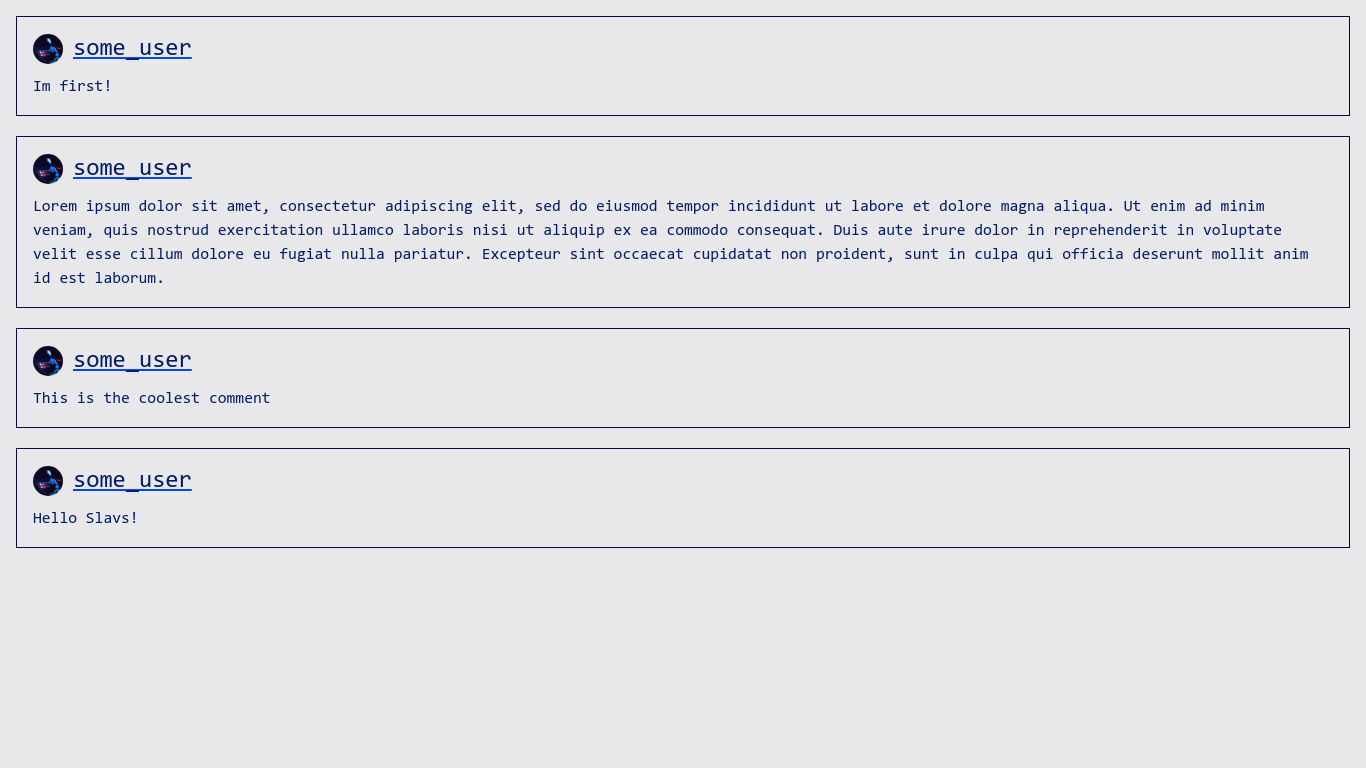 some_user
Im first!
some_user
Lorem ipsum dolor sit amet, consectetur adipiscing elit, sed do eiusmod tempor incididunt ut labore et dolore magna aliqua. Ut enim ad minim
veniam, quis nostrud exercitation ullamco laboris nisi ut aliquip ex ea commodo consequat. Duis aute irure dolor in reprehenderit in voluptate
velit esse cillum dolore eu fugiat nulla pariatur. Excepteur sint occaecat cupidatat non proident, sunt in culpa qui officia deserunt mollit anim
id est laborum.
some_user
This is the coolest comment
some_user
Hello Slavs!